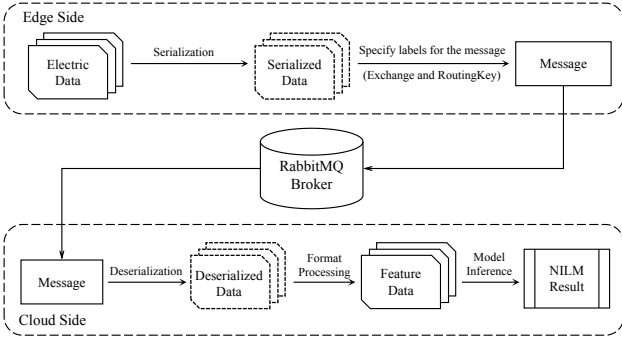 Edge Side
Electric
Data
Serialization
Serialized
Data
Specify labels for the message
(Exchange and RoutingKey)
Message
RabbitMQ
Broker
Message
Deserialization
Deserialized
Data
Format
Processing
Feature
Data
Model
Inference
NILM
Result
Cloud Side